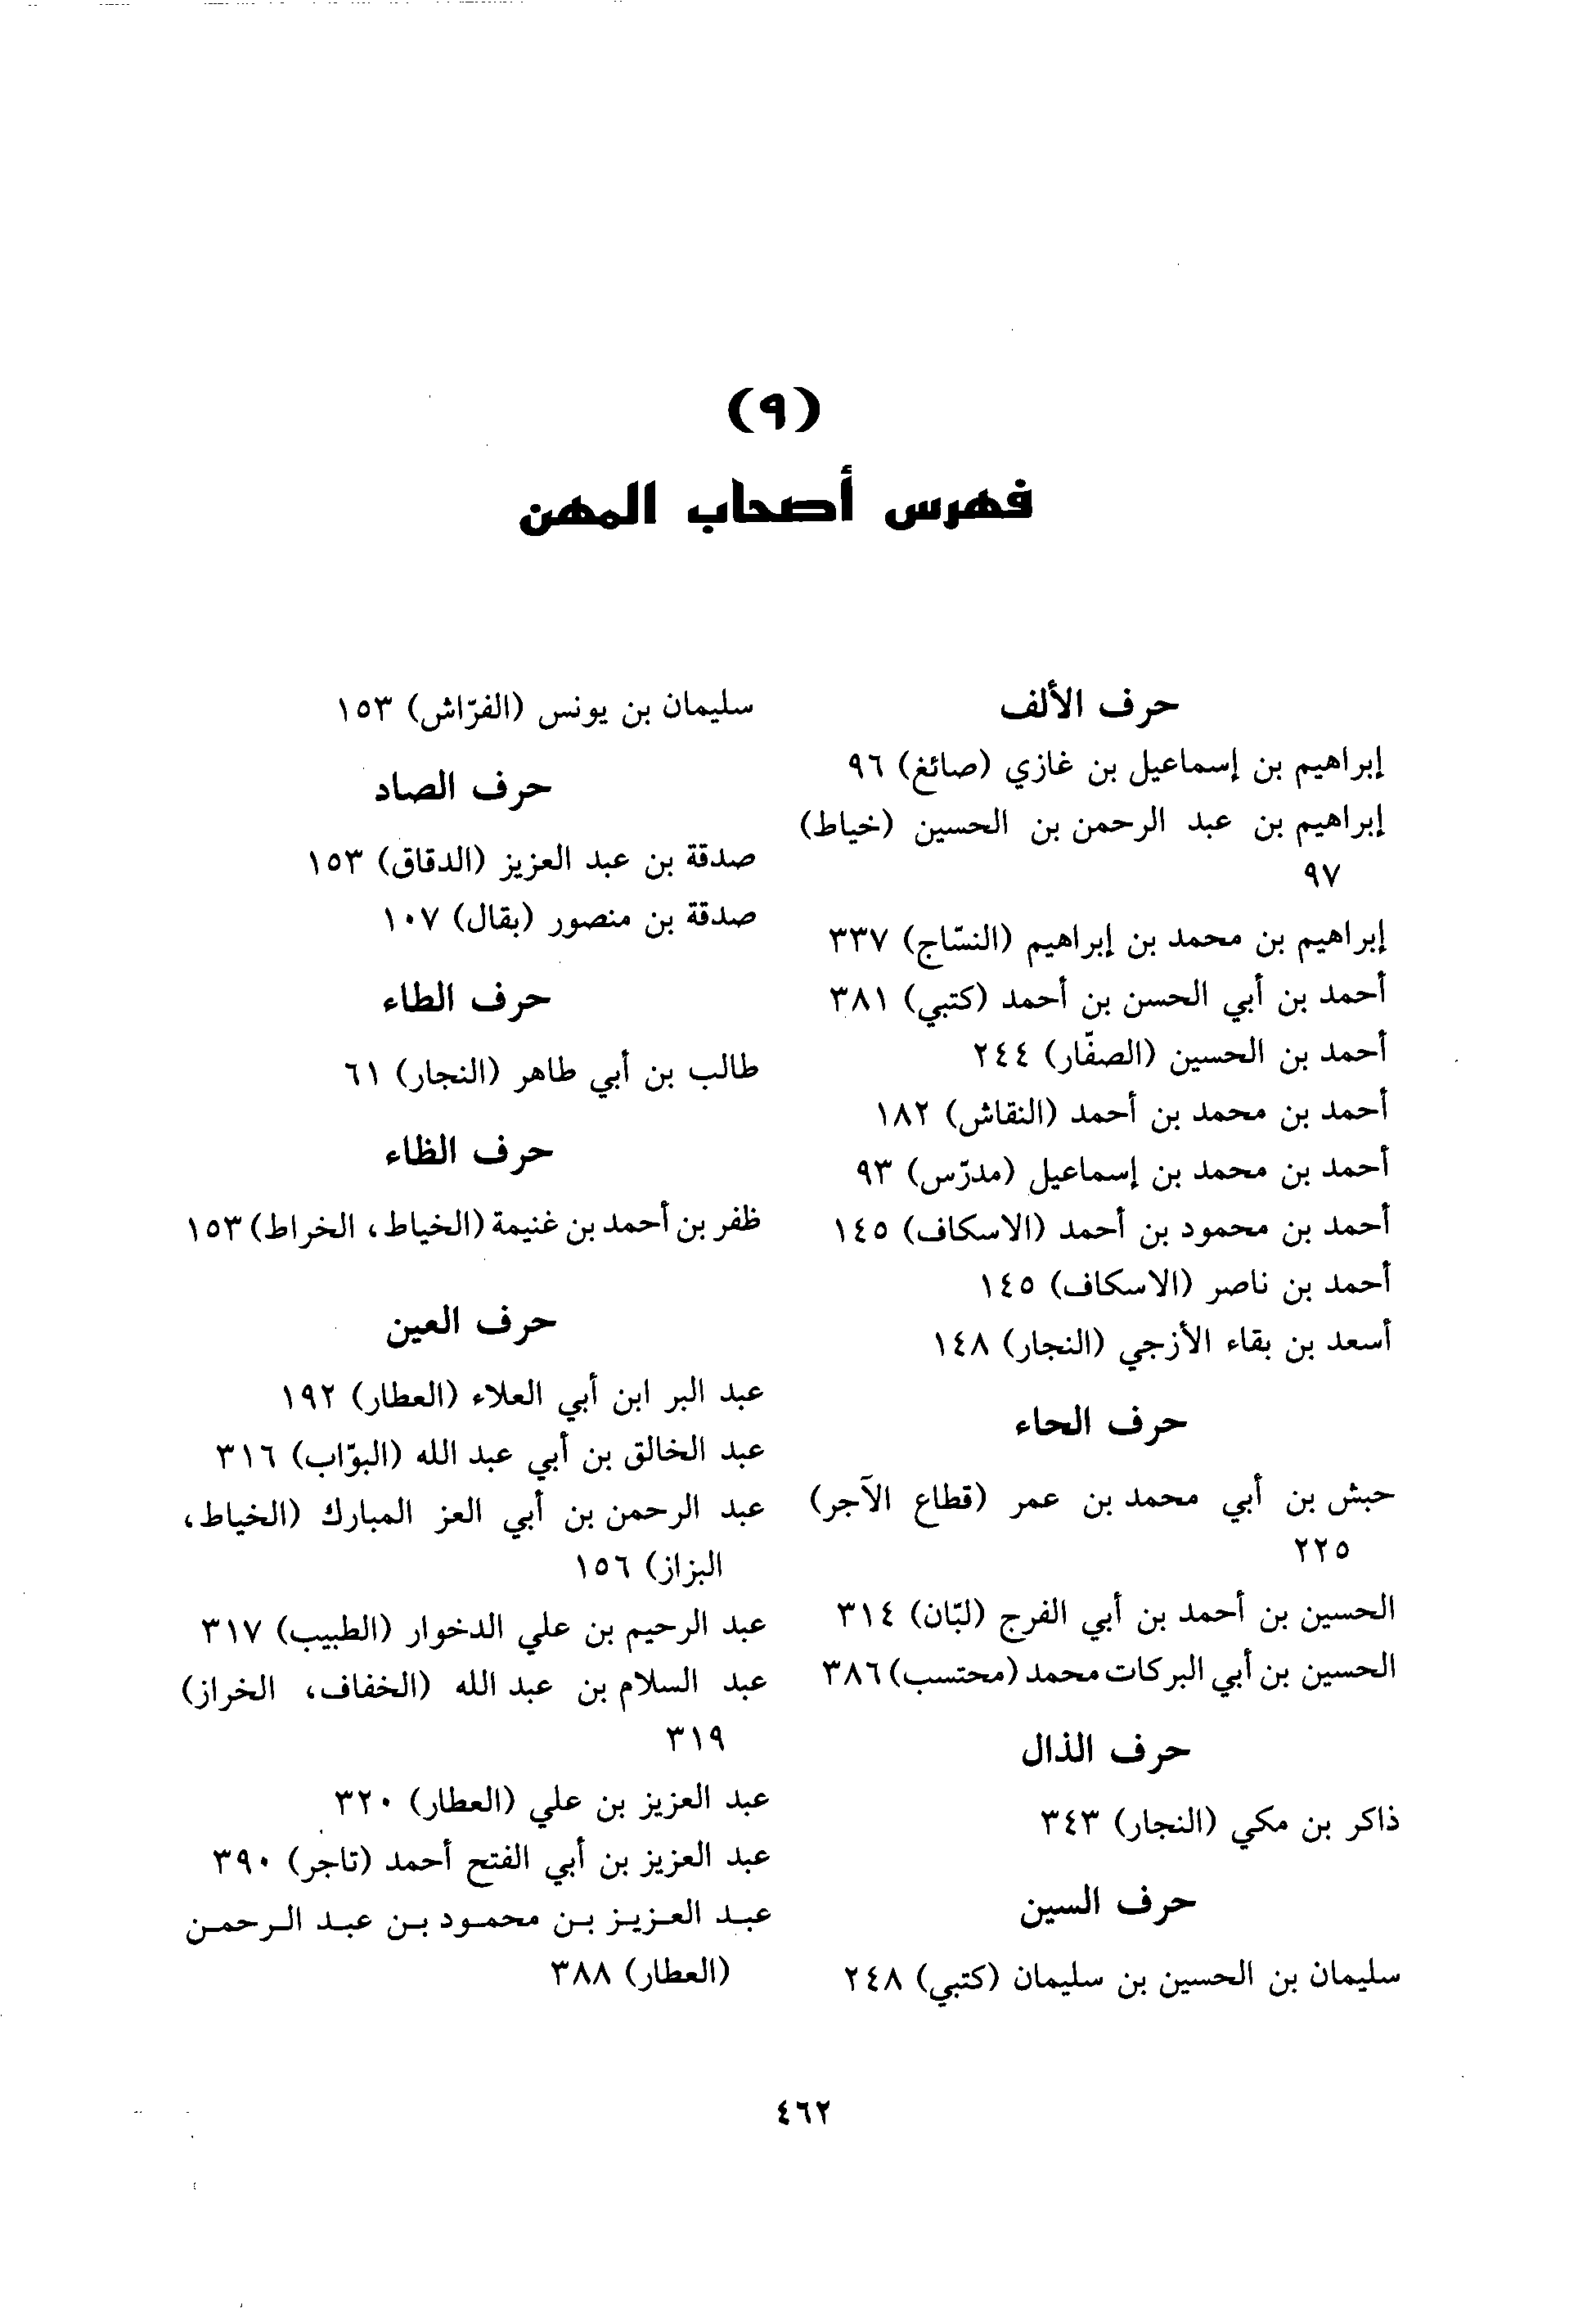 (٩)
فهرس أصحاب المهن
حرف الألف
إبراهيم بن إسماعيل بن غازي (صائغ) ٩٦
إبراهيم بن عبد الرحمن بن الحسين (خياط)
٩٧
إبراهيم بن محمد بن إبراهيم (النسّاج) ٣٣٧
أحمد بن أبي الحسن بن أحمد (كتبي) ٣٨١
أحمد بن الحسين (الصفّار) ٢٤٤
أحمد بن محمد بن أحمد (النقاش) ١٨٢
أحمد بن محمد بن إسماعيل (مدرّس) ٩٣
أحمد بن محمود بن أحمد (الاسكاف) ١٤٥
أحمد بن ناصر (الاسكاف) ١٤٥
أسعد بن بقاء الأزجي (النجار) ١٤٨
حرف الحاء
حبش بن أبي محمد بن عمر (قطاع الآجر)
٢٢٥
الحسين بن أحمد بن أبي الفرج (لبّان) ٣١٤
الحسين بن أبي البركات محمد (محتسب) ٣٨٦
حرف الذال
ذاكر بن مكي (النجار) ٣٤٣
حرف السين
سليمان بن الحسين بن سليمان (كتبي) ٢٤٨
سليمان بن يونس (الفرّاش) ١٥٣
حرف الصاد
صدقة بن عبد العزيز (الدقاق) ١٥٣
صدقة بن منصور (بقال) ١٠٧
حرف الطاء
طالب بن أبي طاهر (النجار) ٦١
حرف الظاء
ظفر بن أحمد بن غنيمة (الخياط، الخراط) ١٥٣
حرف العين
عبد البر ابن أبي العلاء (العطار) ١٩٢
عبد الخالق بن أبي عبد الله (البوّاب) ٣١٦
عبد الرحمن بن أبي العز المبارك (الخياط،
البزاز) ١٥٦
عبد الرحيم بن علي الدخوار (الطبيب) ٣١٧
عبد السلام بن عبد الله (الخفاف، الخراز)
٣١٩
عبد العزيز بن علي (العطار) ٣٢٠
عبد العزيز بن أبي الفتح أحمد (تاجر) ٣٩٠
عبد العزيز بن محمود بن عبد الرحمن
(العطار) ٣٨٨
٤٦٢